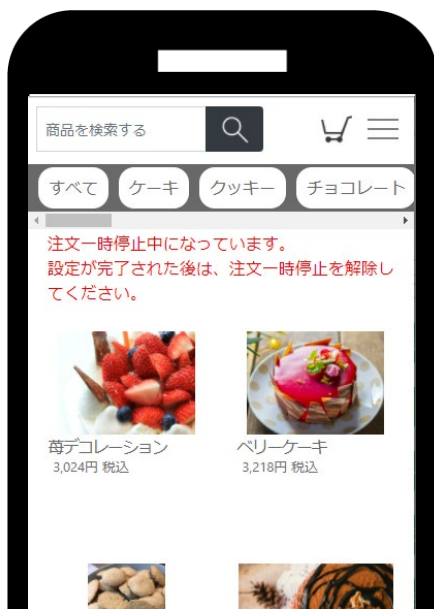 商品を検索する
すべて
ケーキ
クッキー
チョコレート
注文一時停止中になっています。
設定が完了された後は、注文一時停止を解除し
てください。
苺デコレーション
ベリーケーキ
3,024円 税込
3,218円 税込